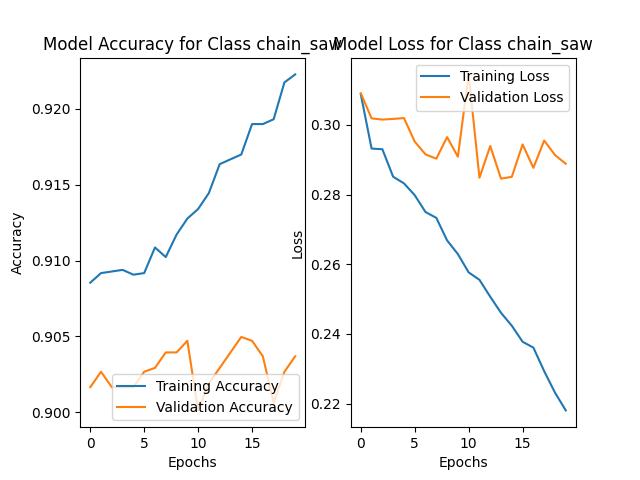 Model Accuracy for Class chain_saw
Model Loss for Class chain_saw
Accuracy
0.920
0.915
0.910
0.905
0.900
Training Accuracy
Validation Accuracy
0 5 10 15
Epochs
Loss
0.30
0.28
0.26
0.24
0.22
Training Loss
Validation Loss
0 5 10 15
Epochs